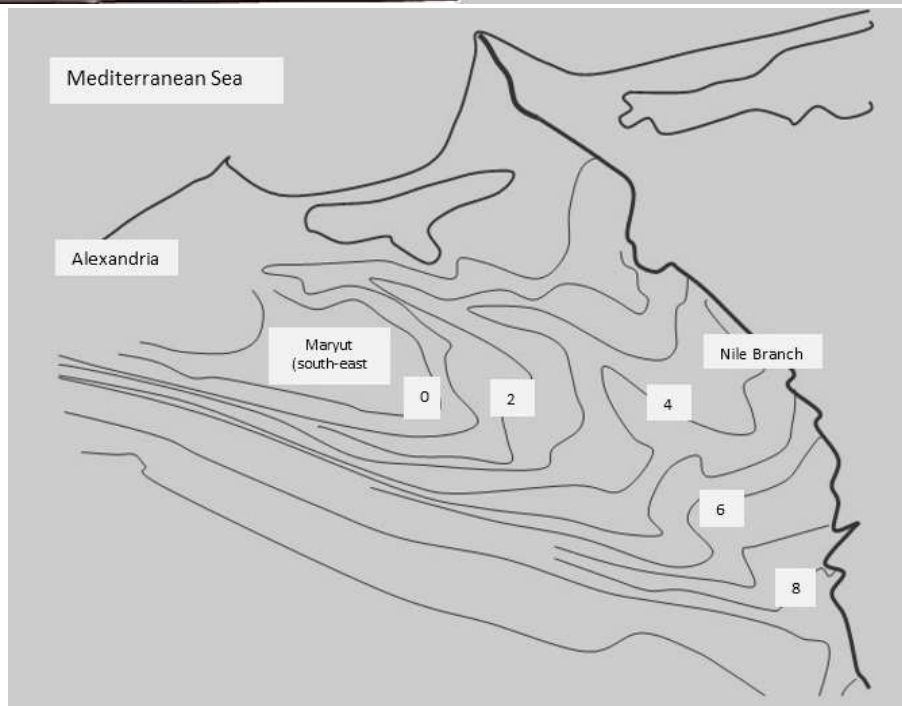 Mediterranean Sea
Alexandria
Maryut
(south-east
Nile Branch
0
2
4
6
8